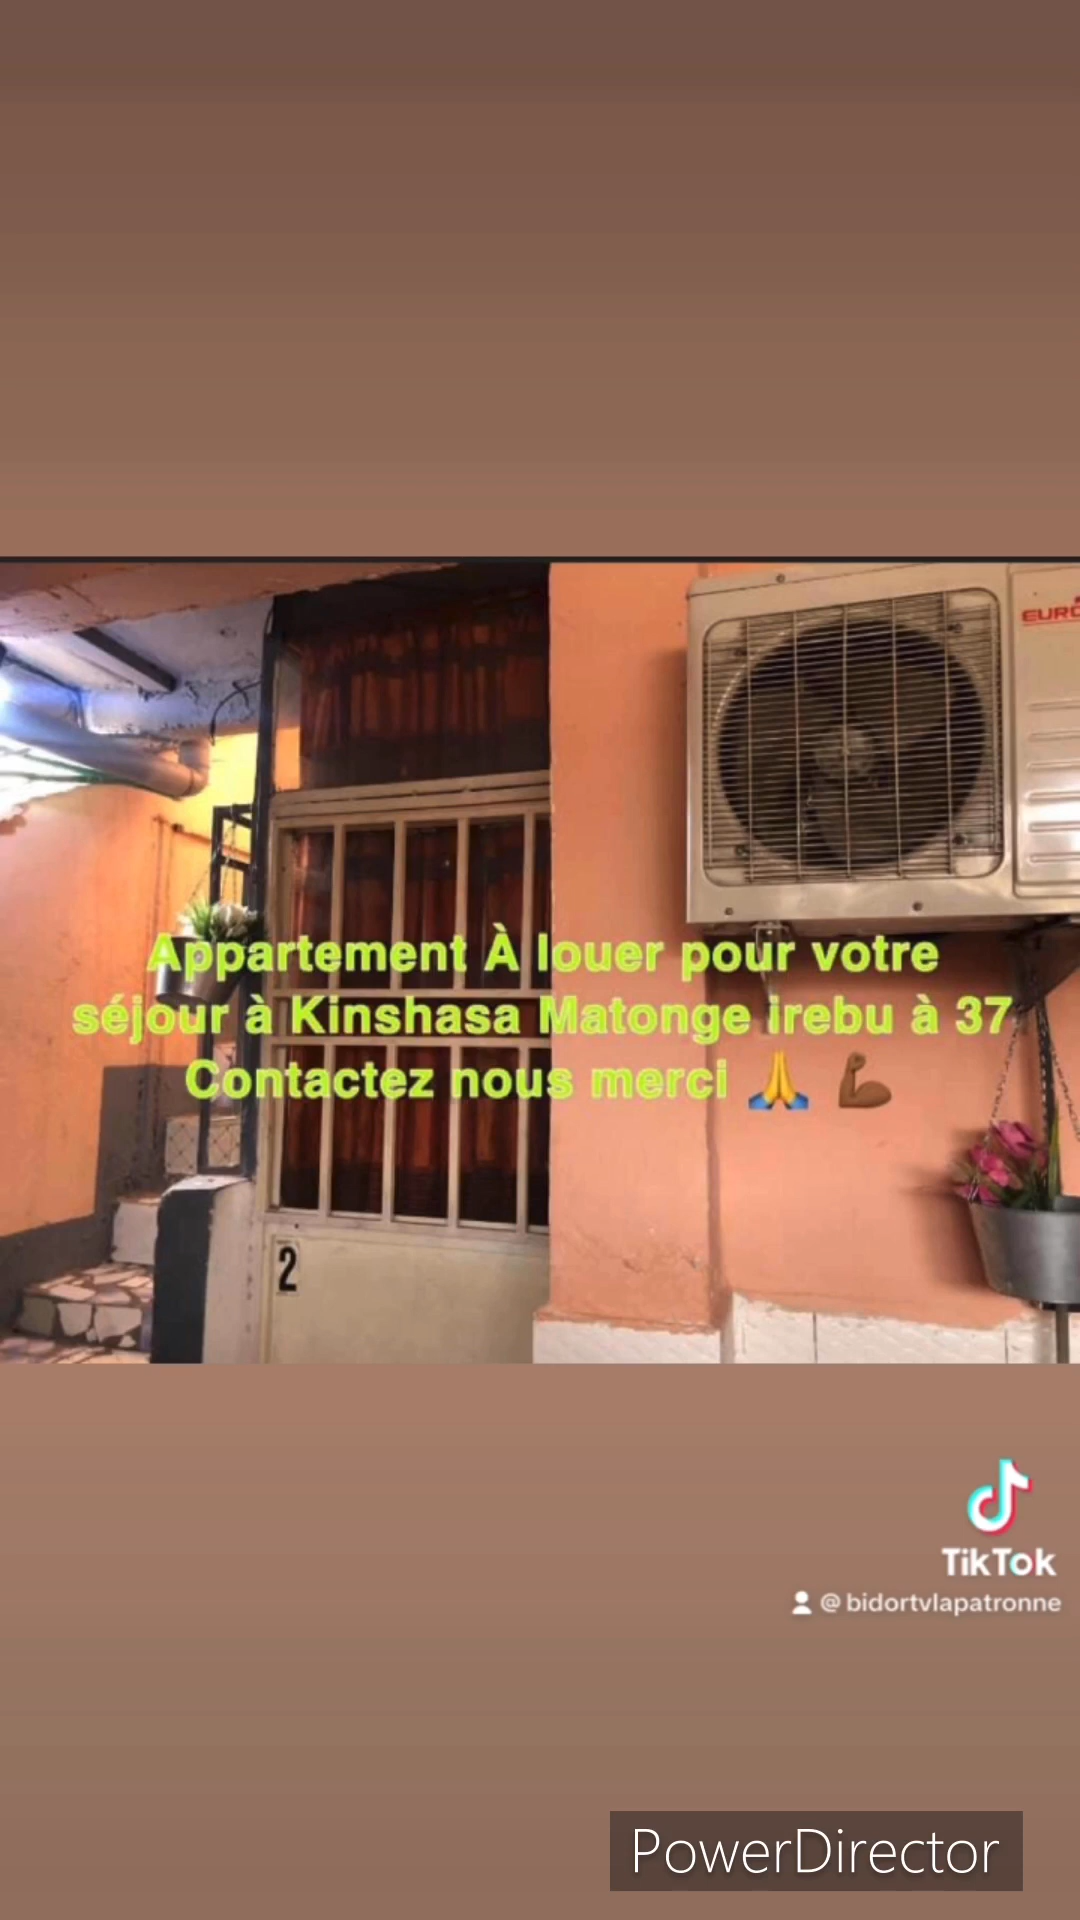 EURO
Appartement À louer pour votre
séjour à Kinshasa Matonge irebu à 37
Contactez nous merci 🙏 💪🏾
2
TikTok
@bidortvlapatronne
PowerDirector